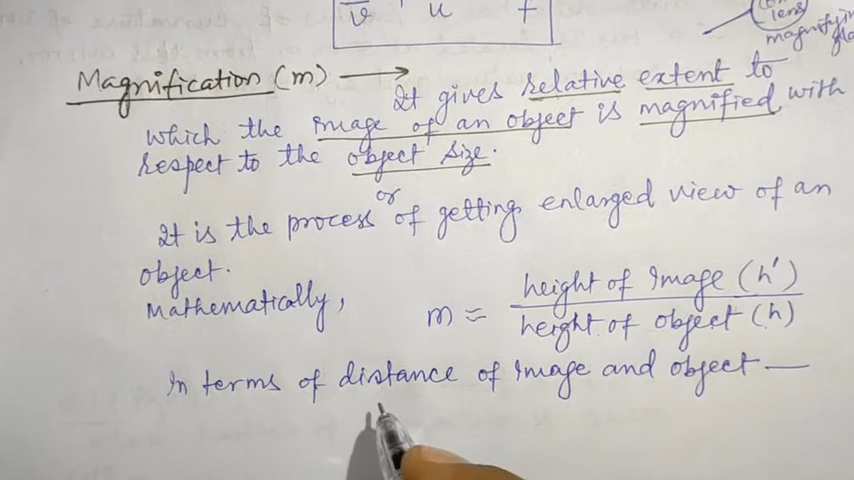 v u f
lens
magnifying
Magnification (m) →
It gives relative extent to
which the image of an object is magnified with
respect to the object size.
or
It is the process of getting enlarged view of an
object.
Mathematically,
m = height of Image (h')
height of object (h)
In terms of distance of Image and object —